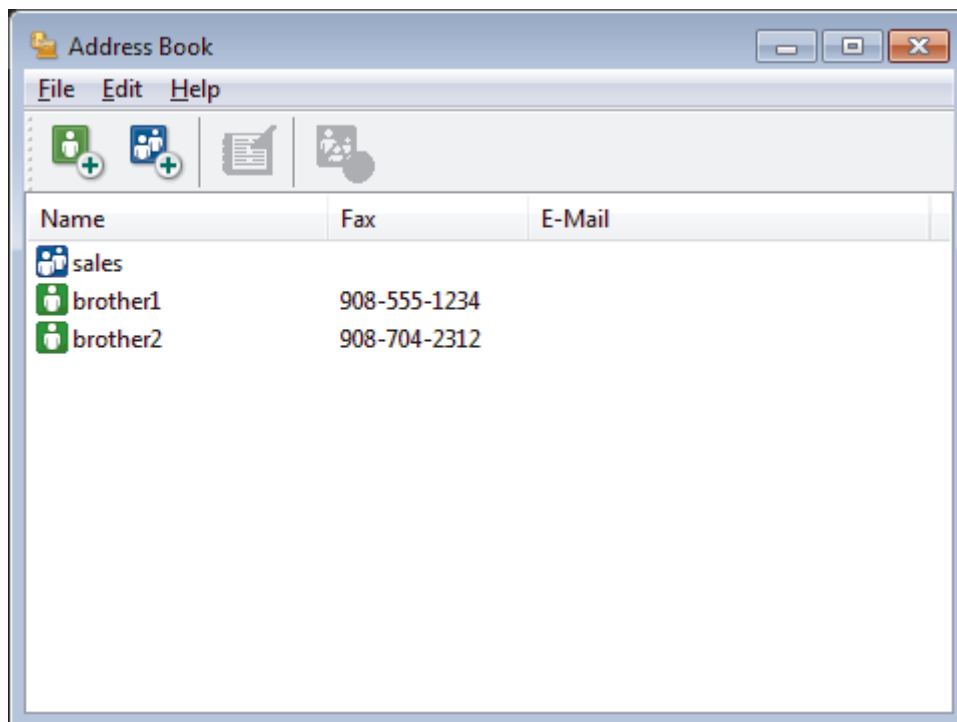 Address Book
File Edit Help
Name Fax E-Mail
sales
brother1 908-555-1234
brother2 908-704-2312